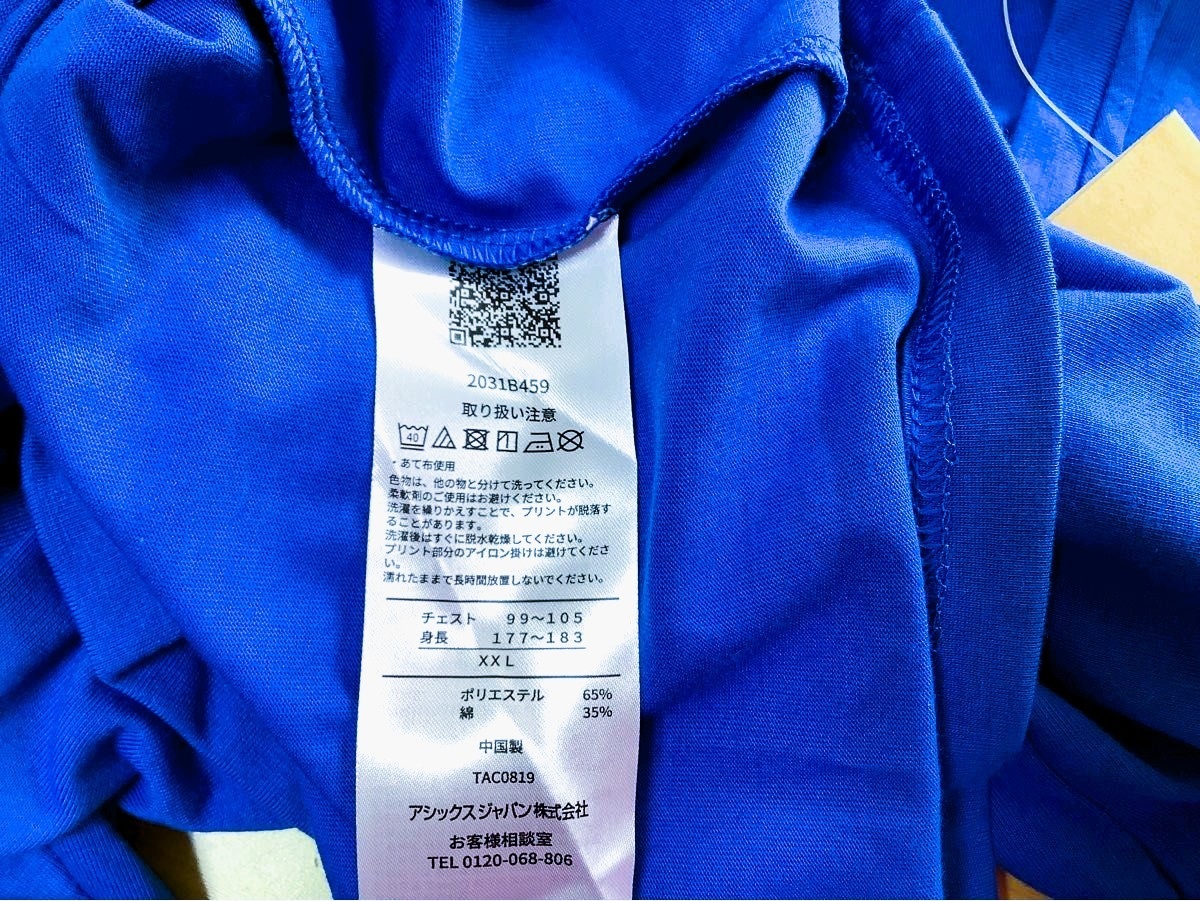 2031B459
取り扱い注意
40
・あて布使用
色物は、他の物と分けて洗ってください。
柔軟剤のご使用はお避けください。
洗濯を繰りかえすことで、プリントが脱落す
ることがあります。
洗濯後はすぐに脱水乾燥してください。
プリント部分のアイロン掛けは避けてくださ
い。
濡れたままで長時間放置しないでください。
チェスト 99～105
身長 177～183
XXL
ポリエステル 65%
綿 35%
中国製
TAC0819
アシックスジャパン株式会社
お客様相談室
TEL 0120-068-806